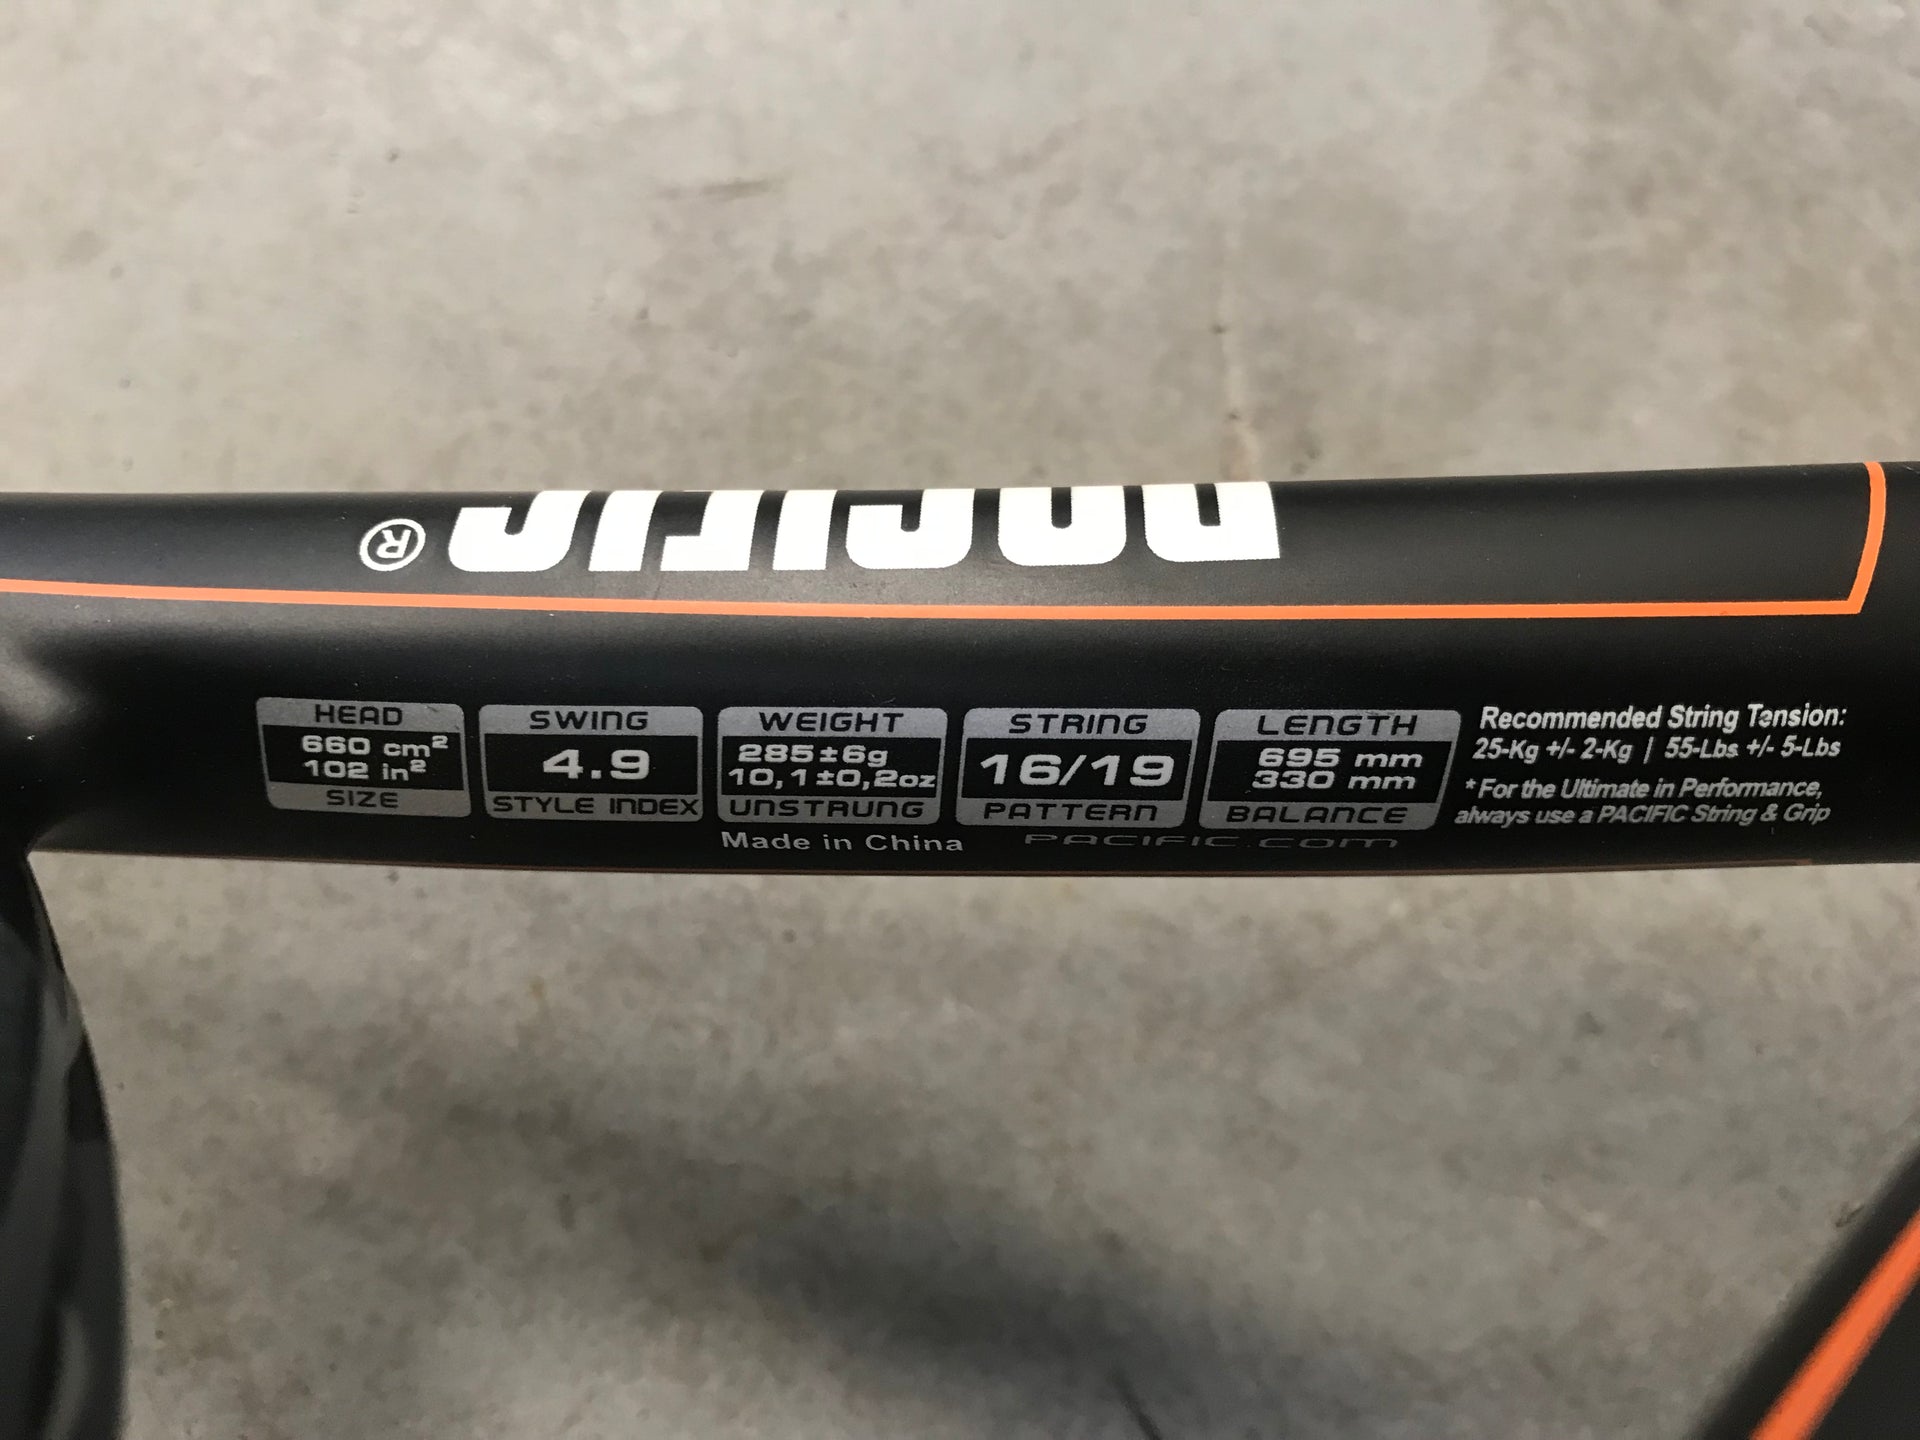 pacific ®
HEAD
660 cm²
102 in²
SIZE
SWING
4.9
STYLE INDEX
WEIGHT
285±6g
10,1±0,2oz
UNSTRUNG
STRING
16/19
PATTERN
LENGTH
695 mm
330 mm
BALANCE
Recommended String Tension:
25-Kg +/- 2-Kg | 55-Lbs +/- 5-Lbs
* For the Ultimate in Performance,
always use a PACIFIC String & Grip
Made in China
PACIFIC.COM